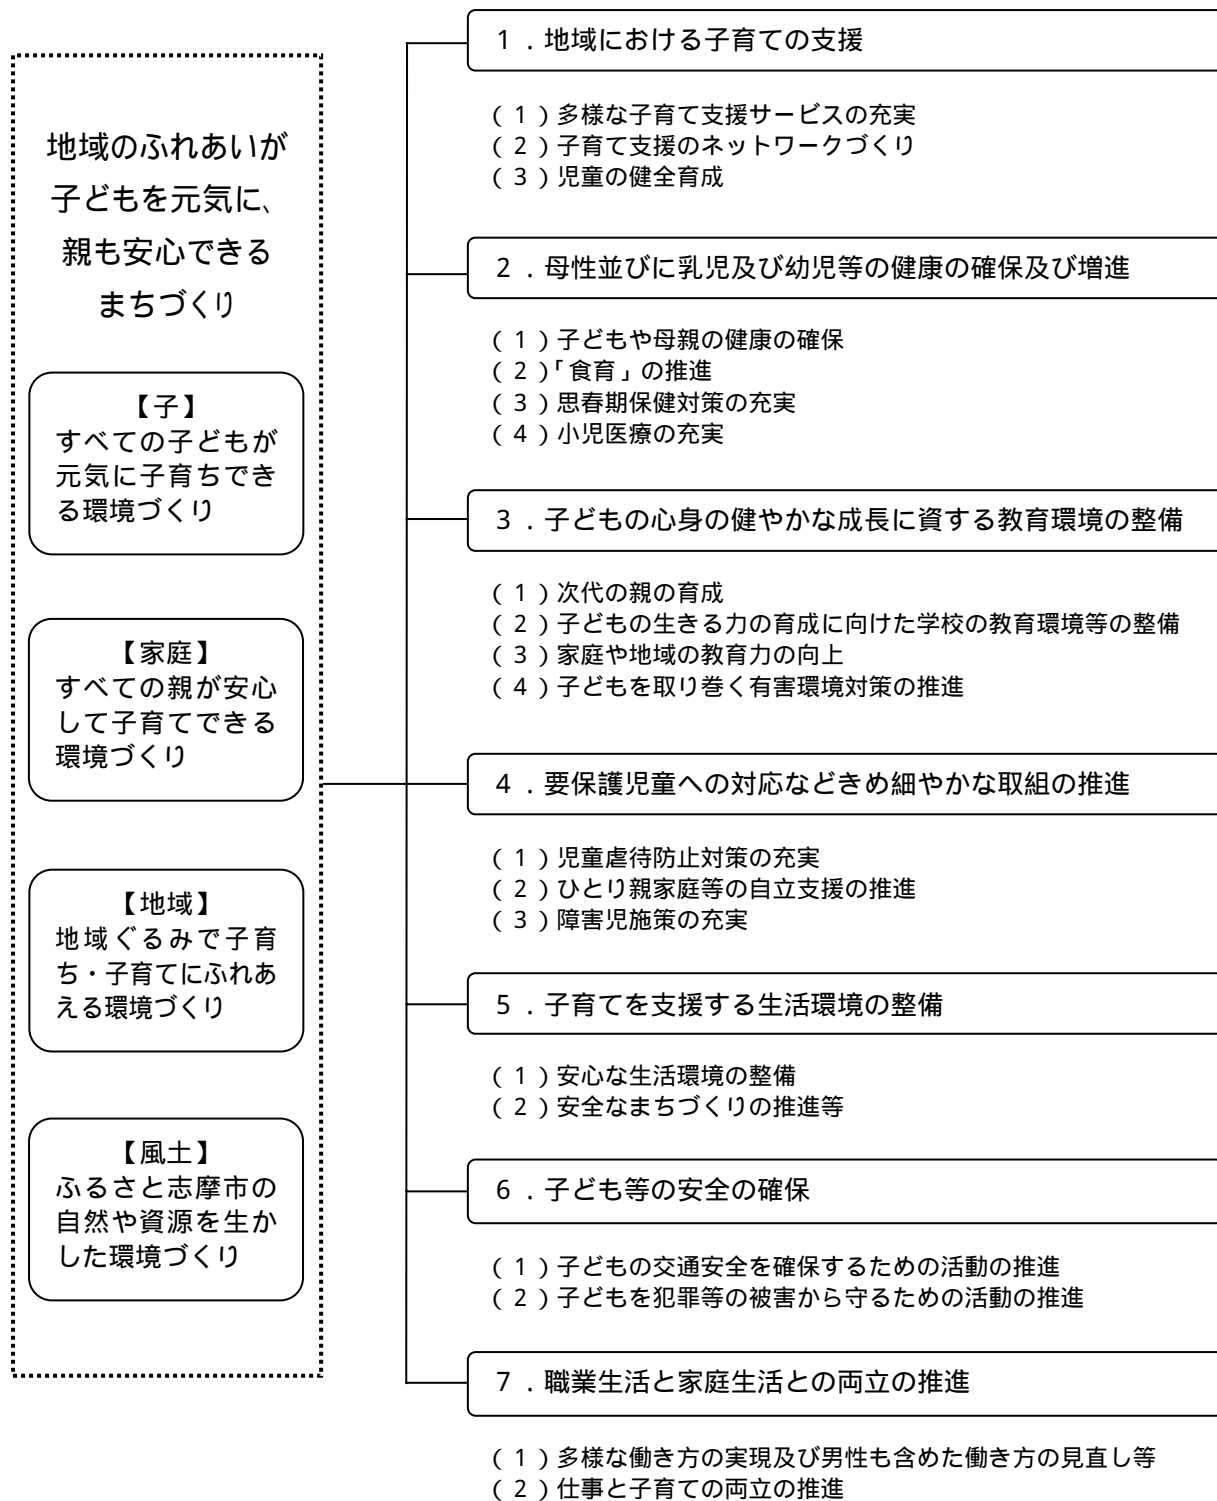 地域のふれあいが
子どもを元気に、
親も安心できる
まちづくり
【子】
すべての子どもが
元気に子育ちでき
る環境づくり
【家庭】
すべての親が安心
して子育てできる
環境づくり
【地域】
地域ぐるみで子育
ち・子育てにふれあ
える環境づくり
【風土】
ふるさと志摩市の
自然や資源を生か
した環境づくり
1．地域における子育ての支援
(1)多様な子育て支援サービスの充実
(2)子育て支援のネットワークづくり
(3)児童の健全育成
2．母性並びに乳児及び幼児等の健康の確保及び増進
(1)子どもや母親の健康の確保
(2)「食育」の推進
(3)思春期保健対策の充実
(4)小児医療の充実
3．子どもの心身の健やかな成長に資する教育環境の整備
(1)次代の親の育成
(2)子どもの生きる力の育成に向けた学校の教育環境等の整備
(3)家庭や地域の教育力の向上
(4)子どもを取り巻く有害環境対策の推進
4．要保護児童への対応などきめ細やかな取組の推進
(1)児童虐待防止対策の充実
(2)ひとり親家庭等の自立支援の推進
(3)障害児施策の充実
5．子育てを支援する生活環境の整備
(1)安心な生活環境の整備
(2)安全なまちづくりの推進等
6．子ども等の安全の確保
(1)子どもの交通安全を確保するための活動の推進
(2)子どもを犯罪等の被害から守るための活動の推進
7．職業生活と家庭生活との両立の推進
(1)多様な働き方の実現及び男性も含めた働き方の見直し等
(2)仕事と子育ての両立の推進